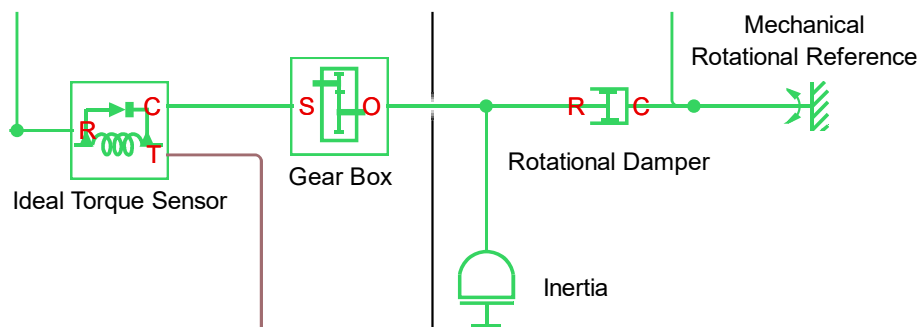 Mechanical
Rotational Reference
R
C
T
S
O
R
C
Ideal Torque Sensor
Gear Box
Rotational Damper
Inertia